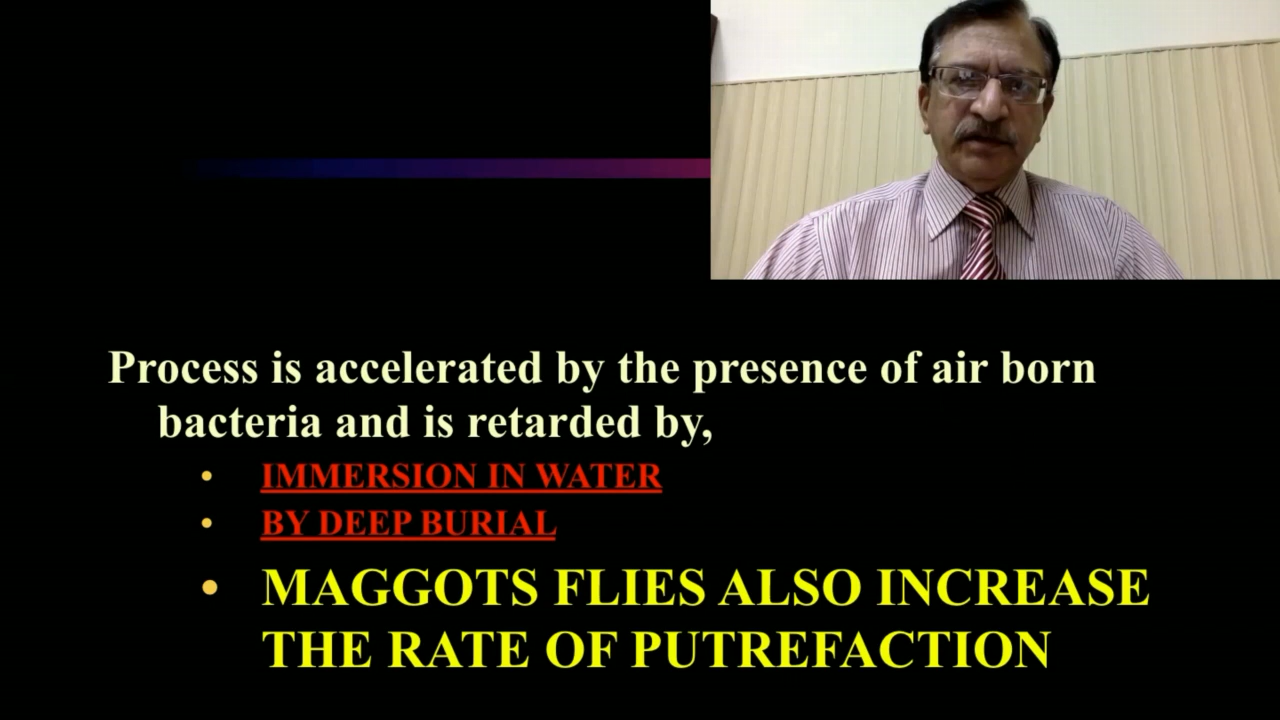 Process is accelerated by the presence of air born
bacteria and is retarded by,
• IMMERSION IN WATER
• BY DEEP BURIAL
• MAGGOTS FLIES ALSO INCREASE
THE RATE OF PUTREFACTION